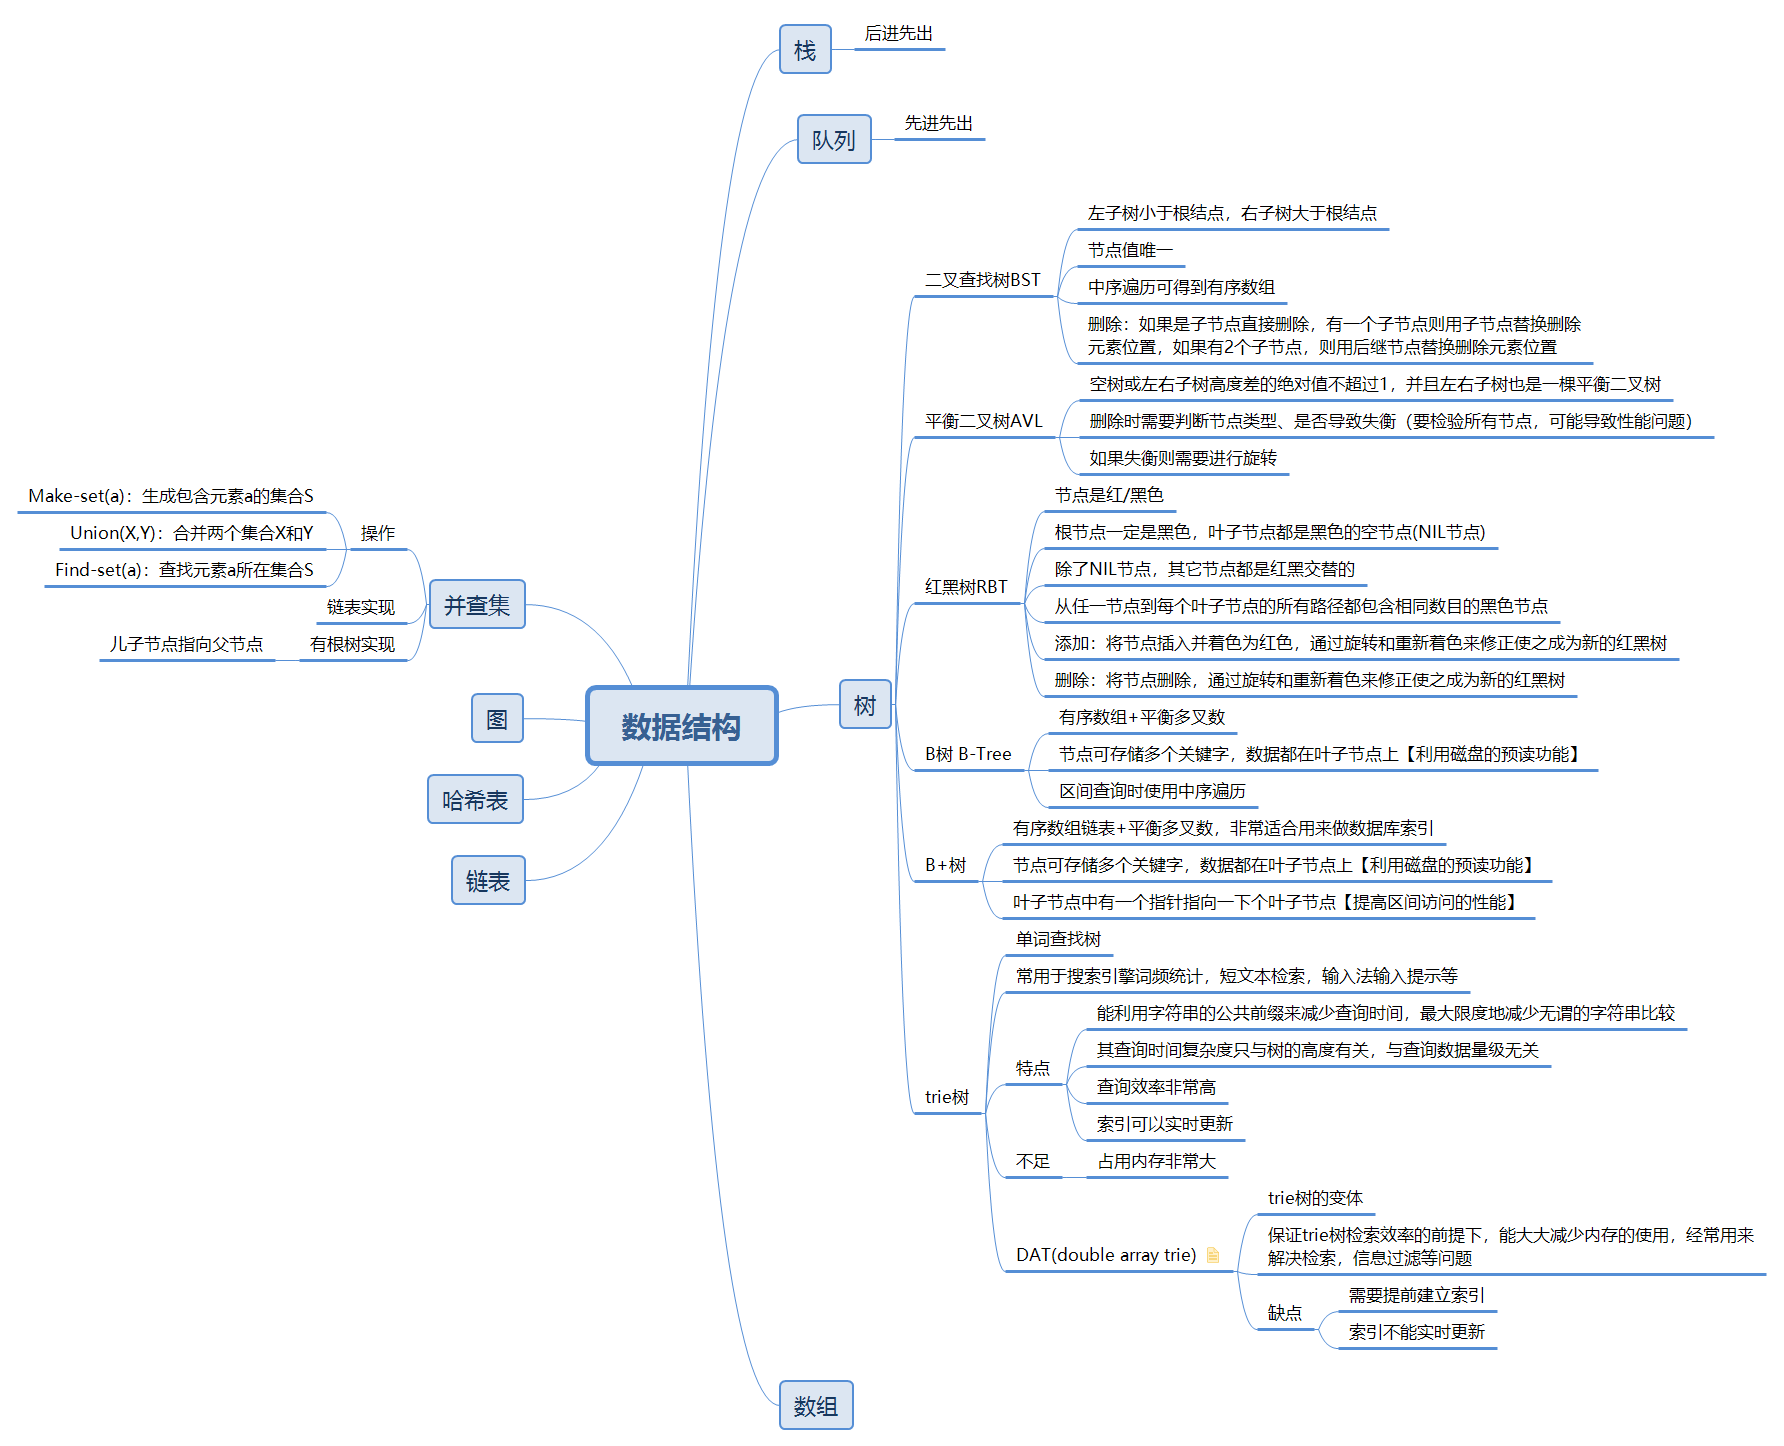 数据结构
栈
后进先出
队列
先进先出
树
二叉查找树BST
左子树小于根结点，右子树大于根结点
节点值唯一
中序遍历可得到有序数组
删除：如果是子节点直接删除，有一个子节点则用子节点替换删除
元素位置，如果有2个子节点，则用后继节点替换删除元素位置
平衡二叉树AVL
空树或左右子树高度差的绝对值不超过1，并且左右子树也是一棵平衡二叉树
删除时需要判断节点类型、是否导致失衡（要检验所有节点，可能导致性能问题）
如果失衡则需要进行旋转
红黑树RBT
节点是红/黑色
根节点一定是黑色，叶子节点都是黑色的空节点(NIL节点)
除了NIL节点，其它节点都是红黑交替的
从任一节点到每个叶子节点的所有路径都包含相同数目的黑色节点
添加：将节点插入并着色为红色，通过旋转和重新着色来修正使之成为新的红黑树
删除：将节点删除，通过旋转和重新着色来修正使之成为新的红黑树
B树 B-Tree
有序数组+平衡多叉数
节点可存储多个关键字，数据都在叶子节点上【利用磁盘的预读功能】
区间查询时使用中序遍历
B+树
有序数组链表+平衡多叉数，非常适合用来做数据库索引
节点可存储多个关键字，数据都在叶子节点上【利用磁盘的预读功能】
叶子节点中有一个指针指向一下个叶子节点【提高区间访问的性能】
trie树
单词查找树
常用于搜索引擎词频统计，短文本检索，输入法输入提示等
特点
能利用字符串的公共前缀来减少查询时间，最大限度地减少无谓的字符串比较
其查询时间复杂度只与树的高度有关，与查询数据量级无关
查询效率非常高
索引可以实时更新
不足
占用内存非常大
DAT(double array trie)
trie树的变体
保证trie树检索效率的前提下，能大大减少内存的使用，经常用来
解决检索，信息过滤等问题
缺点
需要提前建立索引
索引不能实时更新
数组
并查集
操作
Make-set(a)：生成包含元素a的集合S
Union(X,Y)：合并两个集合X和Y
Find-set(a)：查找元素a所在集合S
链表实现
有根树实现
儿子节点指向父节点
图
哈希表
链表